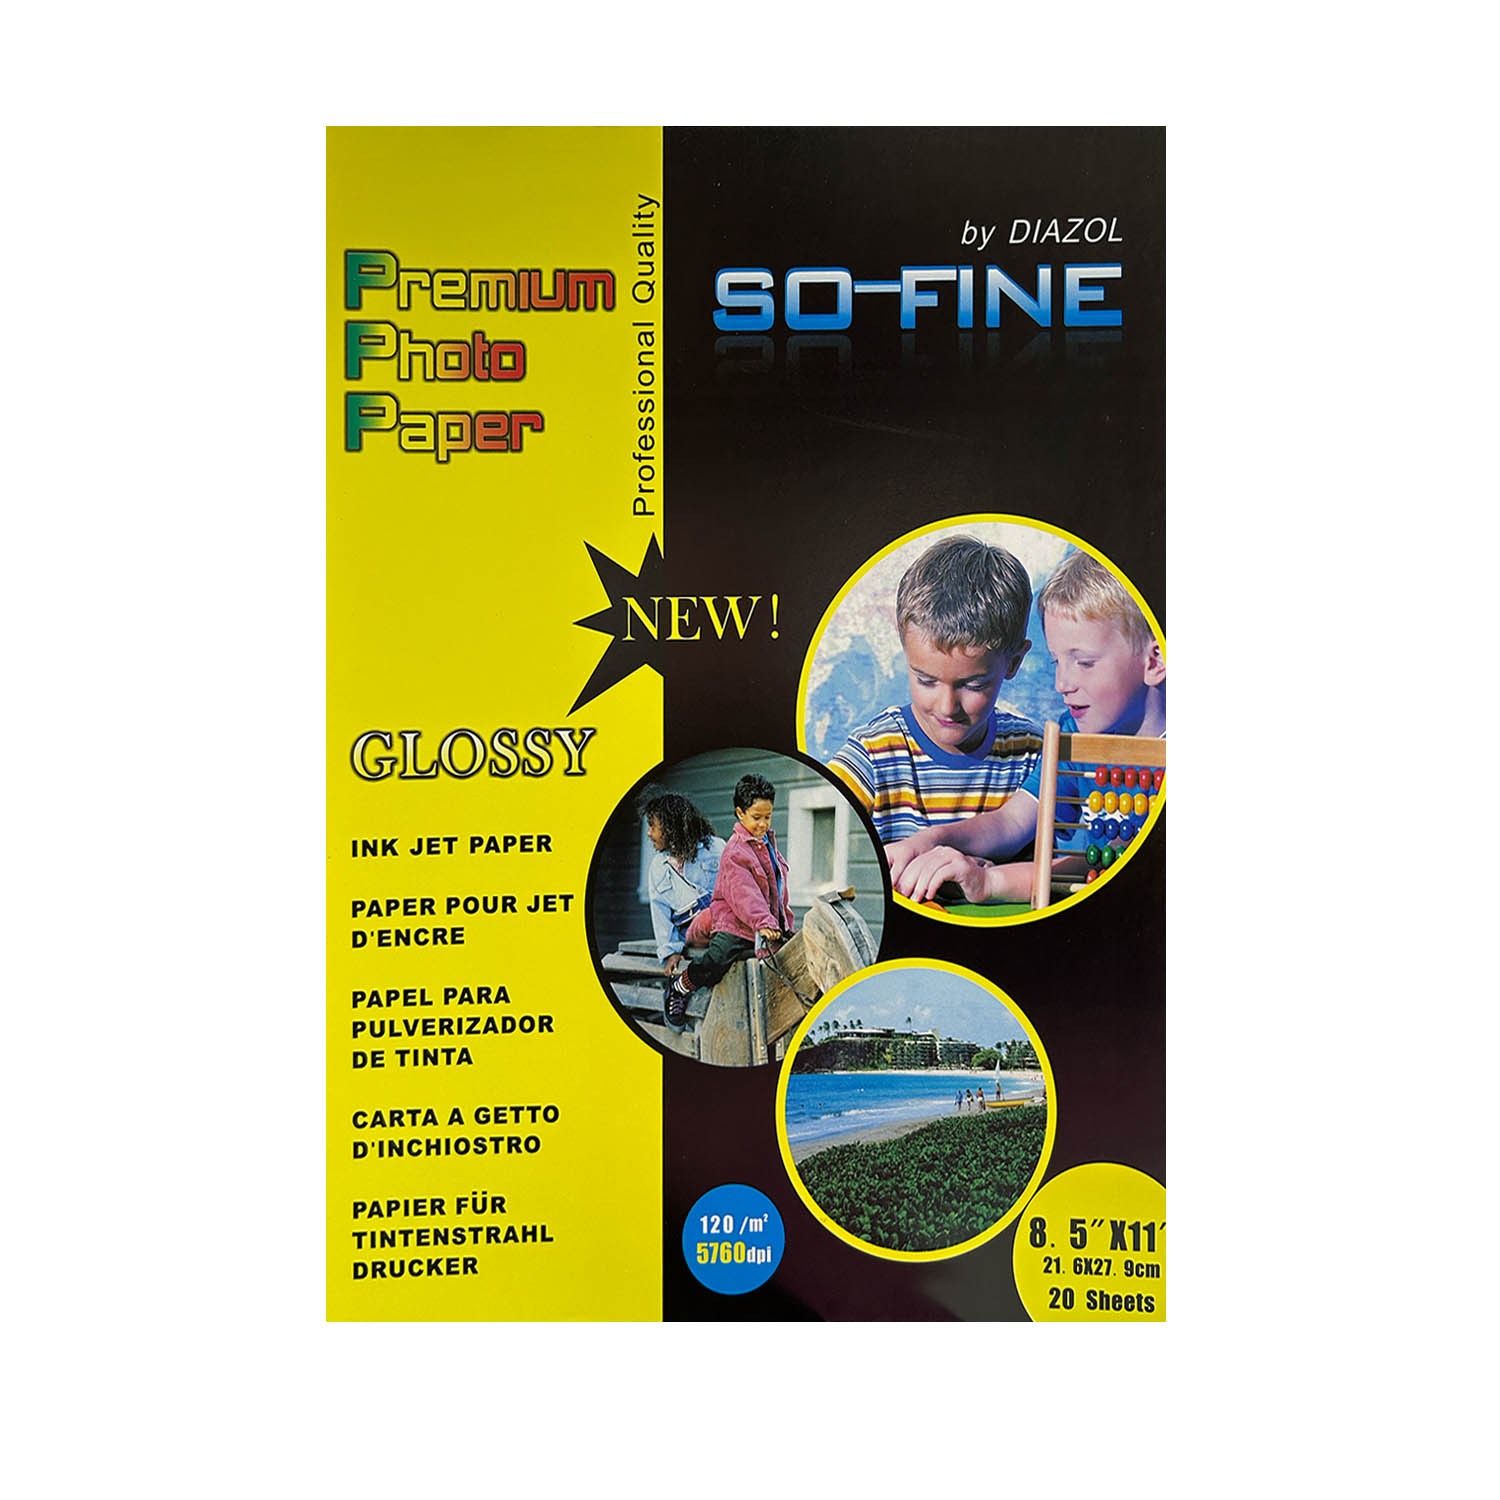 by DIAZOL
SO-FINE
Premium
Photo
Paper
Professional Quality
NEW!
GLOSSY
INK JET PAPER
PAPER POUR JET
D'ENCRE
PAPEL PARA
PULVERIZADOR
DE TINTA
CARTA A GETTO
D'INCHIOSTRO
PAPIER FÜR
TINTENSTRAHL
DRUCKER
120 /m²
5760dpi
8. 5"X11"
21. 6X27. 9cm
20 Sheets